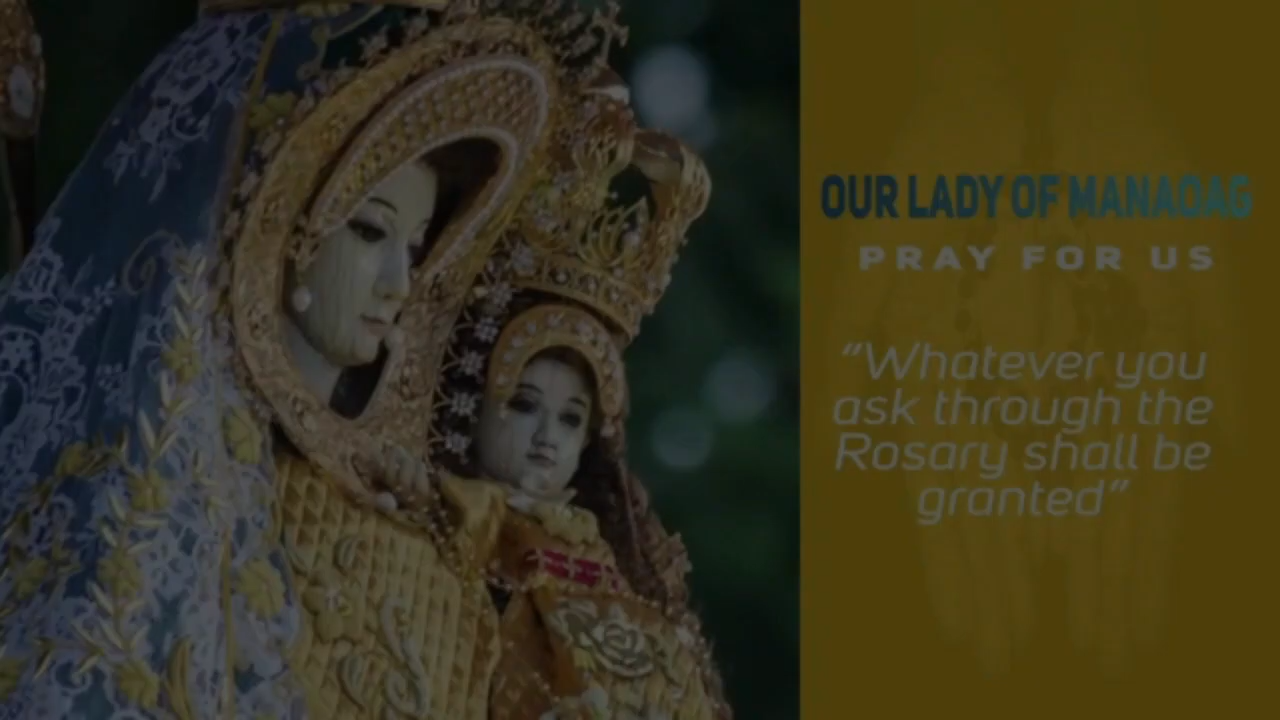 OUR LADY OF MANAOAG
PRAY FOR US
“Whatever you
ask through the
Rosary shall be
granted”